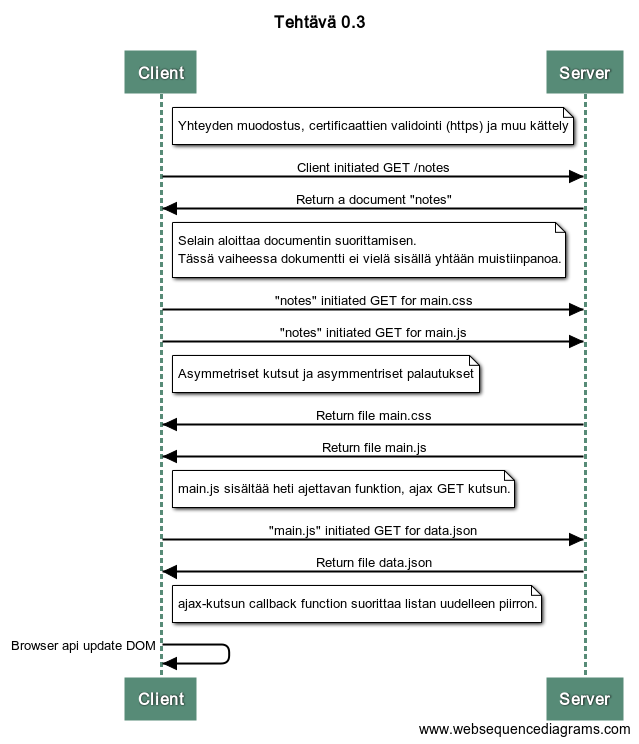 Tehtävä 0.3
Client
Server
Yhteyden muodostus, certificaattien validointi (https) ja muu kättely
Client initiated GET /notes
Return a document "notes"
Selain aloittaa documentin suorittamisen.
Tässä vaiheessa dokumentti ei vielä sisällä yhtään muistiinpanoa.
"notes" initiated GET for main.css
"notes" initiated GET for main.js
Asymmetriset kutsut ja asymmentriset palautukset
Return file main.css
Return file main.js
main.js sisältää heti ajettavan funktion, ajax GET kutsun.
"main.js" initiated GET for data.json
Return file data.json
ajax-kutsun callback function suorittaa listan uudelleen piirron.
Browser api update DOM
Client
Server
www.websequencediagrams.com